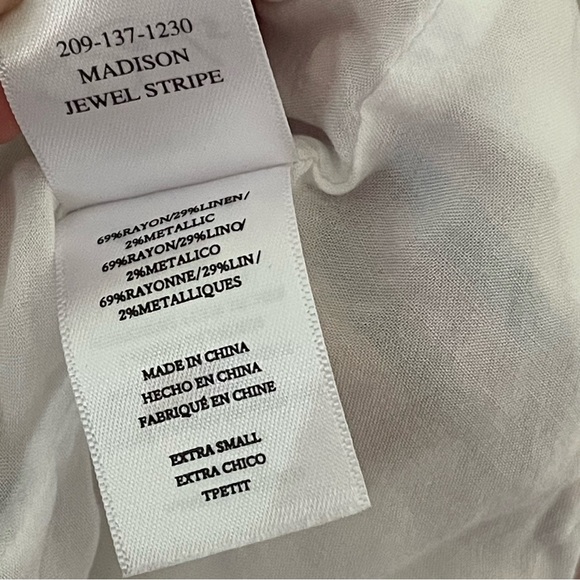 209-137-1230
MADISON
JEWEL STRIPE
69%RAYON/29%LINEN/
2%METALLIC
69%RAYON/29%LINO/
2%METALICO
69%RAYONNE/29%LIN/
2%METALLIQUES
MADE IN CHINA
HECHO EN CHINA
FABRIQUÉ EN CHINE
EXTRA SMALL
EXTRA CHICO
TPETIT